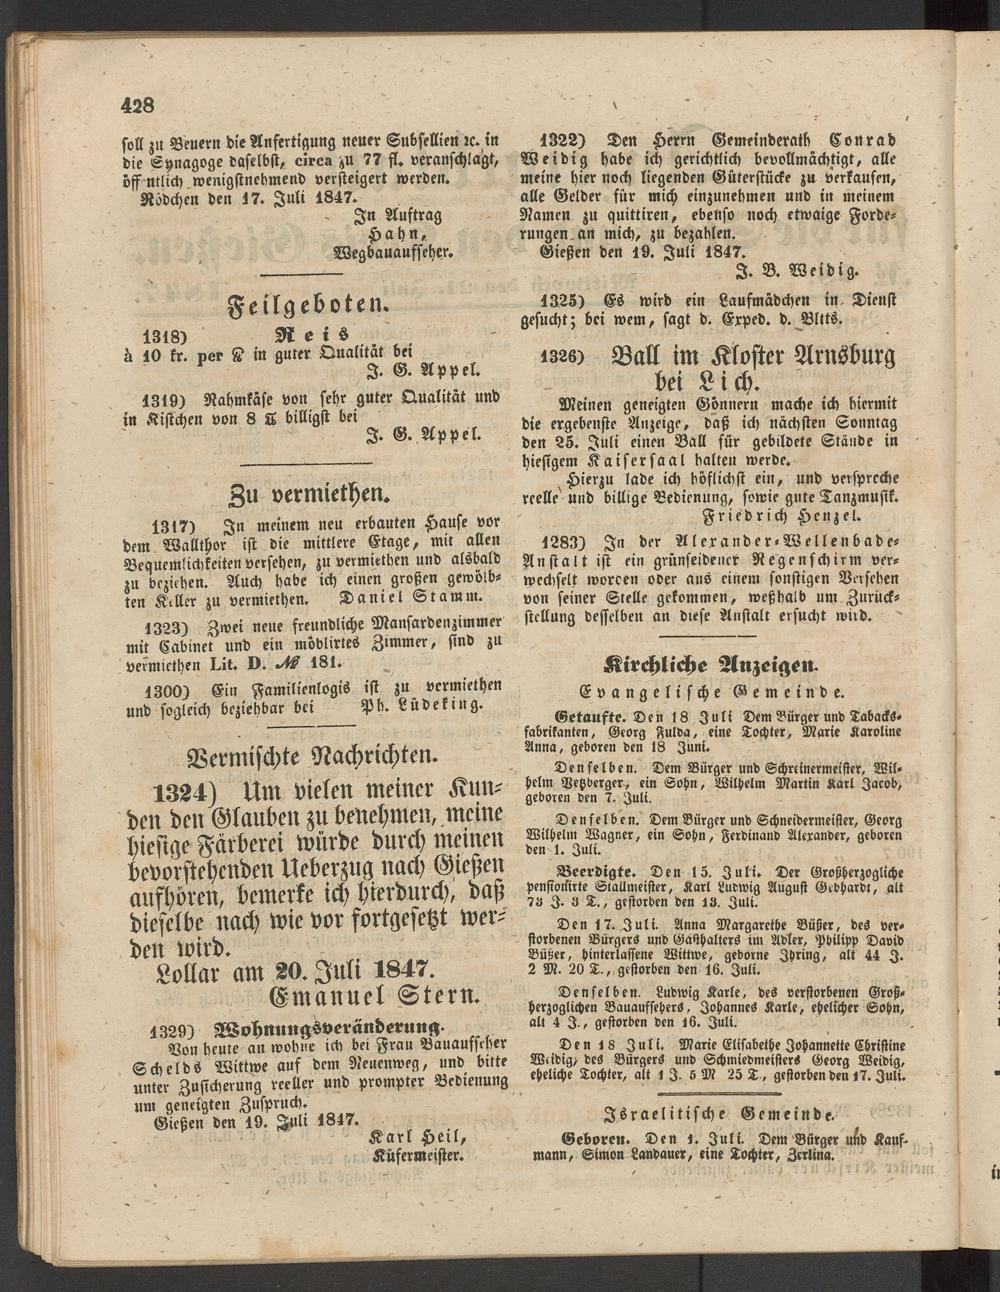 428
soll zu Beuern die Anfertigung neuer Subsellien ꝛc. in
die Synagoge daselbst, circa zu 77 fl. veranschlagt,
öffentlich wenigstnehmend versteigert werden.
Rödchen den 17. Juli 1847.
In Auftrag
Hahn,
Wegbauaufseher.
Feilgeboten.
1318) Reis
à 10 kr. per ℔ in guter Qualität bei
J. G. Appel.
1319) Rahmkäse von sehr guter Qualität und
in Kistchen von 8 ℔ billigst bei
J. G. Appel.
Zu vermiethen.
1317) In meinem neu erbauten Hause vor
dem Wallthor ist die mittlere Etage, mit allen
Bequemlichkeiten versehen, zu vermiethen und alsbald
zu beziehen. Auch habe ich einen großen gewölb-
ten Keller zu vermiethen. Daniel Stamm.
1323) Zwei neue freundliche Mansardenzimmer
mit Cabinet und ein möblirtes Zimmer, sind zu
vermiethen Lit. D. № 181.
1300) Ein Familienlogis ist zu vermiethen
und sogleich beziehbar bei Ph. Lüdeking.
Vermischte Nachrichten.
1324) Um vielen meiner Kun-
den den Glauben zu benehmen, meine
hiesige Färberei würde durch meinen
bevorstehenden Ueberzug nach Gießen
aufhören, bemerke ich hierdurch, daß
dieselbe nach wie vor fortgesetzt wer-
den wird.
Lollar am 20. Juli 1847.
Emanuel Stern.
1329) Wohnungsveränderung.
Von heute an wohne ich bei Frau Bauaufseher
Schelds Wittwe auf dem Neuenweg, und bitte
unter Zusicherung reeller und prompter Bedienung
um geneigten Zuspruch.
Gießen den 19. Juli 1847.
Karl Heil,
Küfermeister.
1322) Den Herrn Gemeinderath Conrad
Weidig habe ich gerichtlich bevollmächtigt, alle
meine hier noch liegenden Güterstücke zu verkaufen,
alle Gelder für mich einzunehmen und in meinem
Namen zu quittiren, ebenso noch etwaige Forde-
rungen an mich, zu bezahlen.
Gießen den 19. Juli 1847.
J. B. Weidig.
1325) Es wird ein Laufmädchen in Dienst
gesucht; bei wem, sagt d. Exped. d. Bltts.
1326) Ball im Kloster Arnsburg
bei Lich.
Meinen geneigten Gönnern mache ich hiermit
die ergebenste Anzeige, daß ich nächsten Sonntag
den 25. Juli einen Ball für gebildete Stände in
hiesigem Kaisersaal halten werde.
Hierzu lade ich höflichst ein, und verspreche
reelle und billige Bedienung, sowie gute Tanzmusik.
Friedrich Henzel.
1283) In der Alexander-Wellenbade-
Anstalt ist ein grünseidener Regenschirm ver-
wechselt worden oder aus einem sonstigen Versehen
von seiner Stelle gekommen, weßhalb um Zurück-
stellung desselben an diese Anstalt ersucht wird.
Kirchliche Anzeigen.
Evangelische Gemeinde.
Getaufte. Den 18 Juli Dem Bürger und Tabacks-
fabrikanten, Georg Fulda, eine Tochter, Marie Karoline
Anna, geboren den 18 Juni.
Denselben. Dem Bürger und Schreinermeister, Wil-
helm Petzberger, ein Sohn, Wilhelm Martin Karl Jacob,
geboren den 7. Juli.
Denselben. Dem Bürger und Schneidermeister, Georg
Wilhelm Wagner, ein Sohn, Ferdinand Alexander, geboren
den 1. Juli.
Beerdigte. Den 15. Juli. Der Großherzogliche
pensionirte Stallmeister, Karl Ludwig August Gebhardt, alt
73 J. 3 T., gestorben den 13. Juli.
Den 17. Juli. Anna Margarethe Büßer, des ver-
storbenen Bürgers und Gasthalters im Adler, Philipp David
Büßer, hinterlassene Wittwe, geborne Ihring, alt 44 J.
2 M. 20 T., gestorben den 16. Juli.
Denselben. Ludwig Karle, des verstorbenen Groß-
herzoglichen Bauaufsehers, Johannes Karle, ehelicher Sohn,
alt 4 J., gestorben den 16. Juli.
Den 18 Juli. Marie Elisabethe Johannette Christine
Weidig, des Bürgers und Schmiedmeisters Georg Weidig,
eheliche Tochter, alt 1 J. 5 M 25 T., gestorben den 17. Juli.
Israelitische Gemeinde.
Geboren. Den 1. Juli. Dem Bürger und Kauf-
mann, Simon Landauer, eine Tochter, Zerlina.